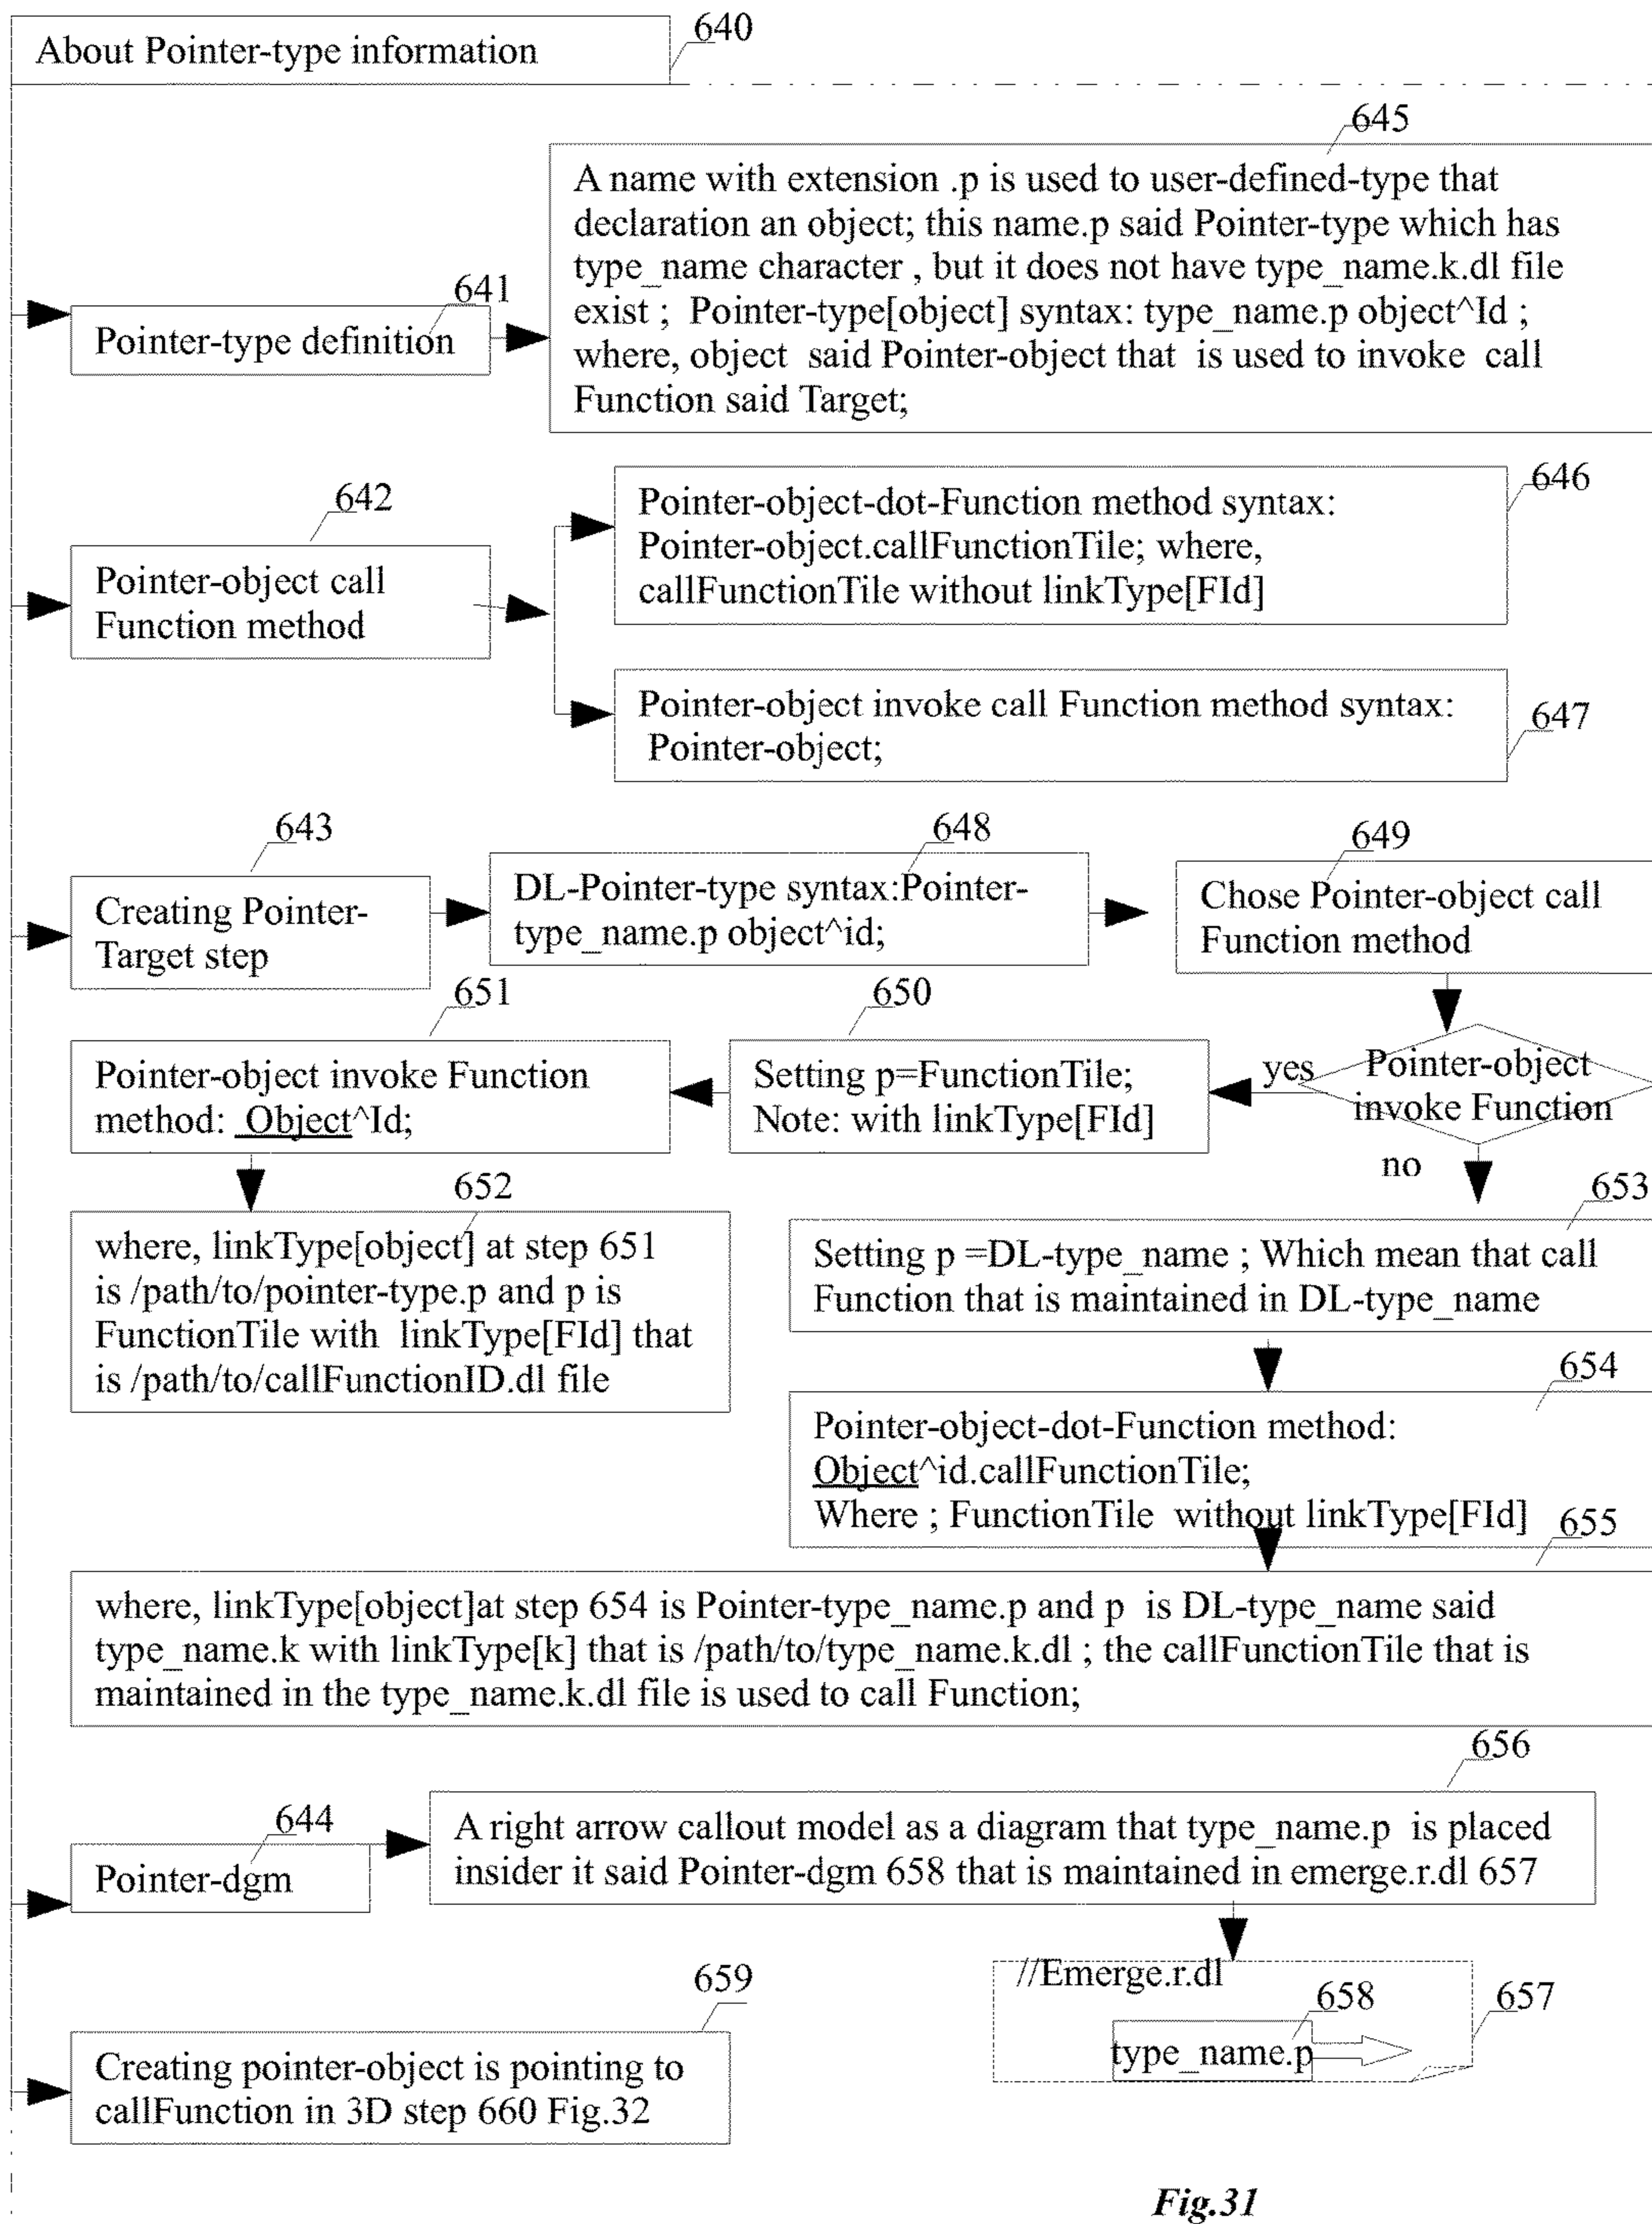 640
About Pointer-type information
645
A name with extension .p is used to user-defined-type that
declaration an object; this name.p said Pointer-type which has
type_name character , but it does not have type_name.k.dl file
exist ; Pointer-type[object] syntax: type_name.p object^Id ;
where, object said Pointer-object that is used to invoke call
Function said Target;
641
Pointer-type definition
642
Pointer-object call
Function method
646
Pointer-object-dot-Function method syntax:
Pointer-object.callFunctionTile; where,
callFunctionTile without linkType[FId]
647
Pointer-object invoke call Function method syntax:
Pointer-object;
643
Creating Pointer-
Target step
648
DL-Pointer-type syntax:Pointer-
type_name.p object^id;
649
Chose Pointer-object call
Function method
Pointer-object
invoke Function
yes
no
650
Setting p=FunctionTile;
Note: with linkType[FId]
651
Pointer-object invoke Function
method: Object^Id;
652
where, linkType[object] at step 651
is /path/to/pointer-type.p and p is
FunctionTile with linkType[FId] that
is /path/to/callFunctionID.dl file
653
Setting p =DL-type_name ; Which mean that call
Function that is maintained in DL-type_name
654
Pointer-object-dot-Function method:
Object^id.callFunctionTile;
Where ; FunctionTile without linkType[FId]
655
where, linkType[object]at step 654 is Pointer-type_name.p and p is DL-type_name said
type_name.k with linkType[k] that is /path/to/type_name.k.dl ; the callFunctionTile that is
maintained in the type_name.k.dl file is used to call Function;
644
Pointer-dgm
656
A right arrow callout model as a diagram that type_name.p is placed
insider it said Pointer-dgm 658 that is maintained in emerge.r.dl 657
//Emerge.r.dl
657
658
type_name.p
659
Creating pointer-object is pointing to
callFunction in 3D step 660 Fig.32
Fig.31